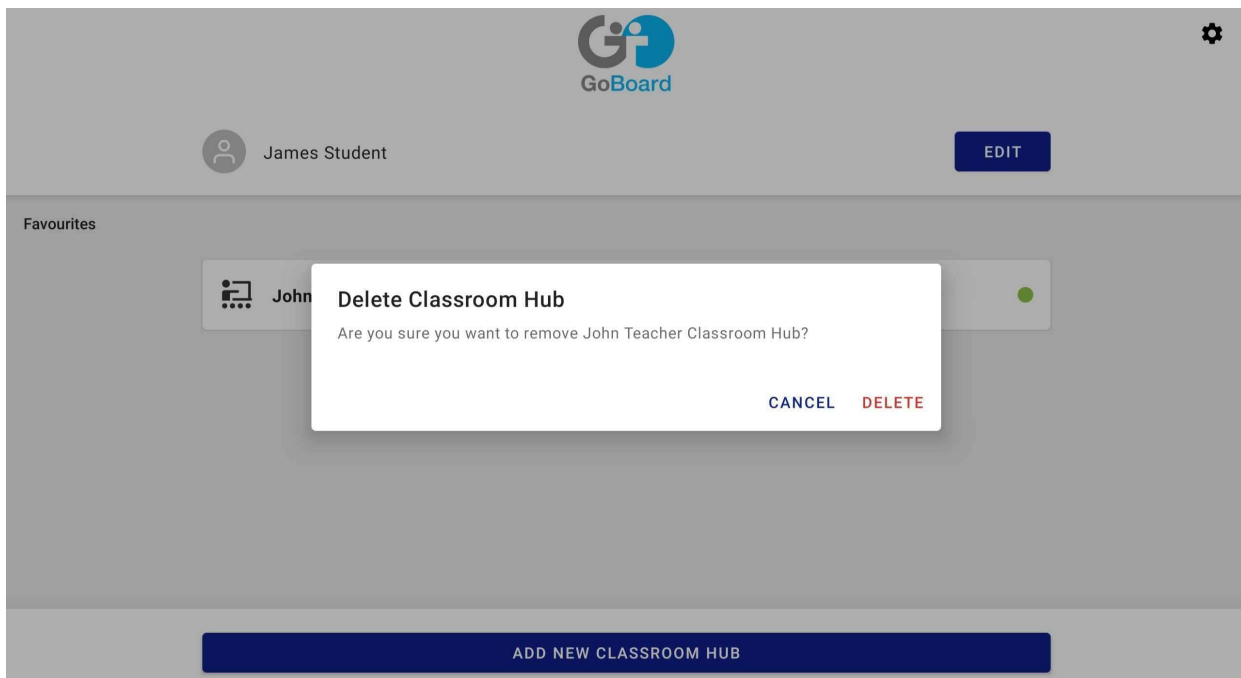 GoBoard
James Student
EDIT
Favourites
John
Delete Classroom Hub
Are you sure you want to remove John Teacher Classroom Hub?
CANCEL DELETE
ADD NEW CLASSROOM HUB